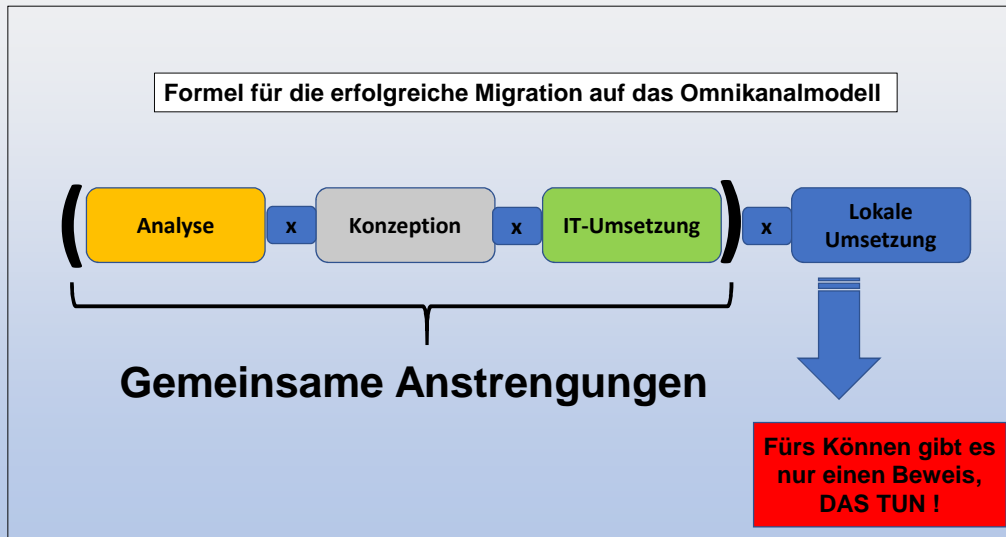 Formel für die erfolgreiche Migration auf das Omnikanalmodell
( Analyse x Konzeption x IT-Umsetzung ) x Lokale
Umsetzung
Gemeinsame Anstrengungen
Fürs Können gibt es
nur einen Beweis,
DAS TUN !